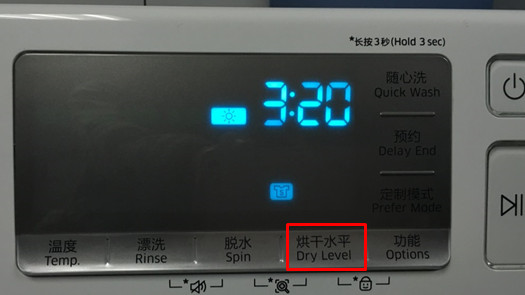 *长按3秒(Hold 3 sec)
随心洗
Quick Wash
3:20
预约
Delay End
定制模式
Prefer Mode
温度
Temp.
漂洗
Rinse
脱水
Spin
烘干水平
Dry Level
功能
Options
*
*
*